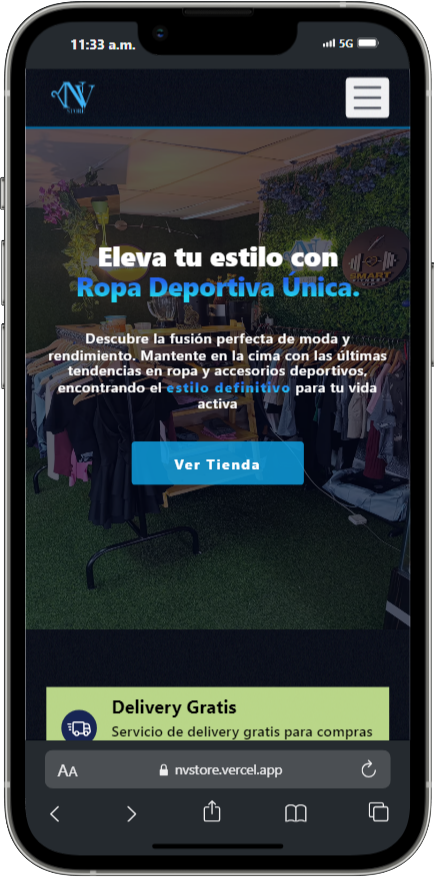 11:33 a.m.
5G
NV
STORE
Eleva tu estilo con
Ropa Deportiva Única.
SMART
Descubre la fusión perfecta de moda y
rendimiento. Mantente en la cima con las últimas
tendencias en ropa y accesorios deportivos,
encontrando el estilo definitivo para tu vida
activa
Ver Tienda
Delivery Gratis
Servicio de delivery gratis para compras
AA
nvstore.vercel.app